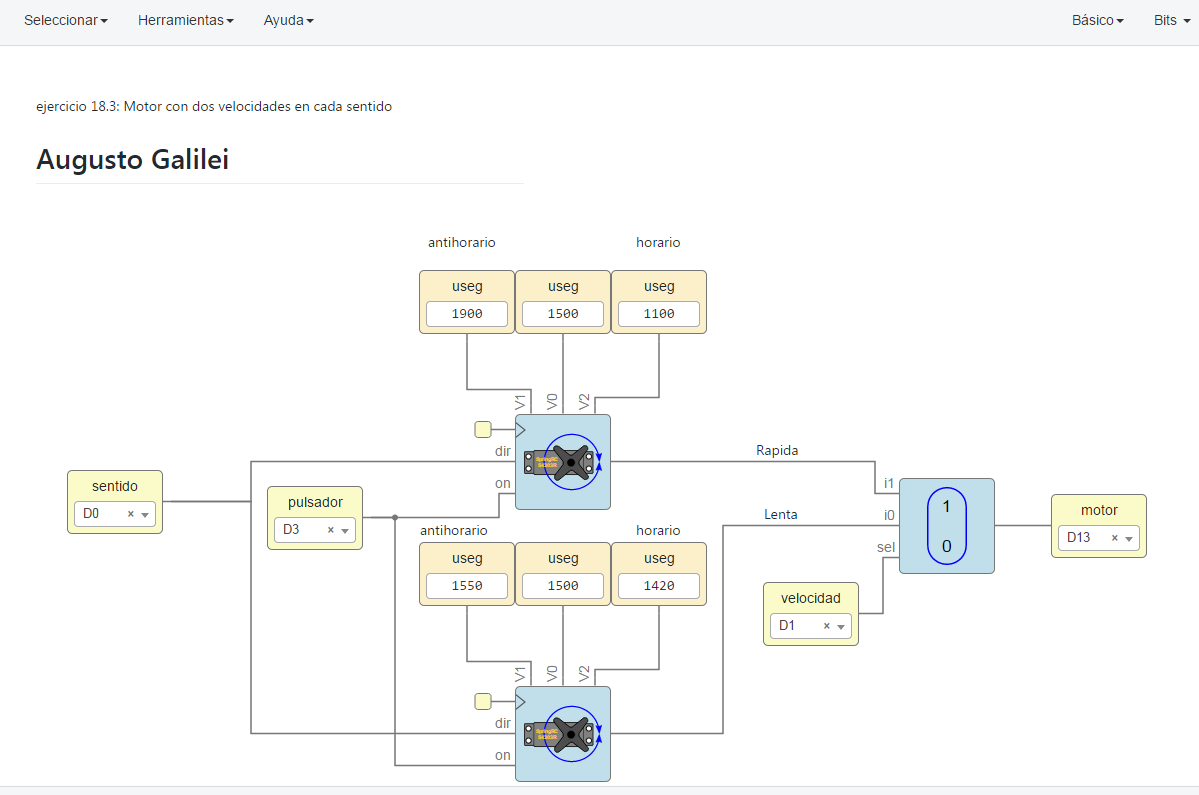 Seleccionar Herramientas Ayuda Básico Bits
ejercicio 18.3: Motor con dos velocidades en cada sentido
Augusto Galilei
antihorario horario
useg useg useg
1900 1500 1100
V1 V0 V2
dir
on
sentido
D0 ×
pulsador
D3 ×
Rapida
Lenta
i1
i0
sel
1
0
motor
D13 ×
velocidad
D1 ×
antihorario horario
useg useg useg
1550 1500 1420
V1 V0 V2
dir
on